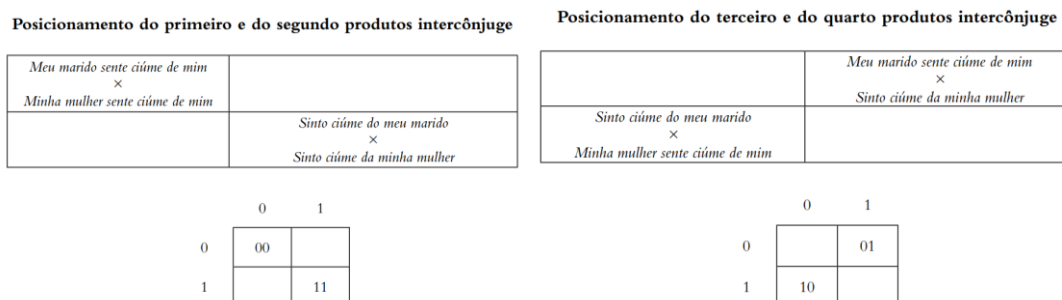 Posicionamento do primeiro e do segundo produtos intercônjuge
Meu marido sente ciúme de mim
×
Minha mulher sente ciúme de mim
Sinto ciúme do meu marido
×
Sinto ciúme da minha mulher
0 1
0 00
1 11
Posicionamento do terceiro e do quarto produtos intercônjuge
Meu marido sente ciúme de mim
×
Sinto ciúme da minha mulher
Sinto ciúme do meu marido
×
Minha mulher sente ciúme de mim
0 1
0 01
1 10